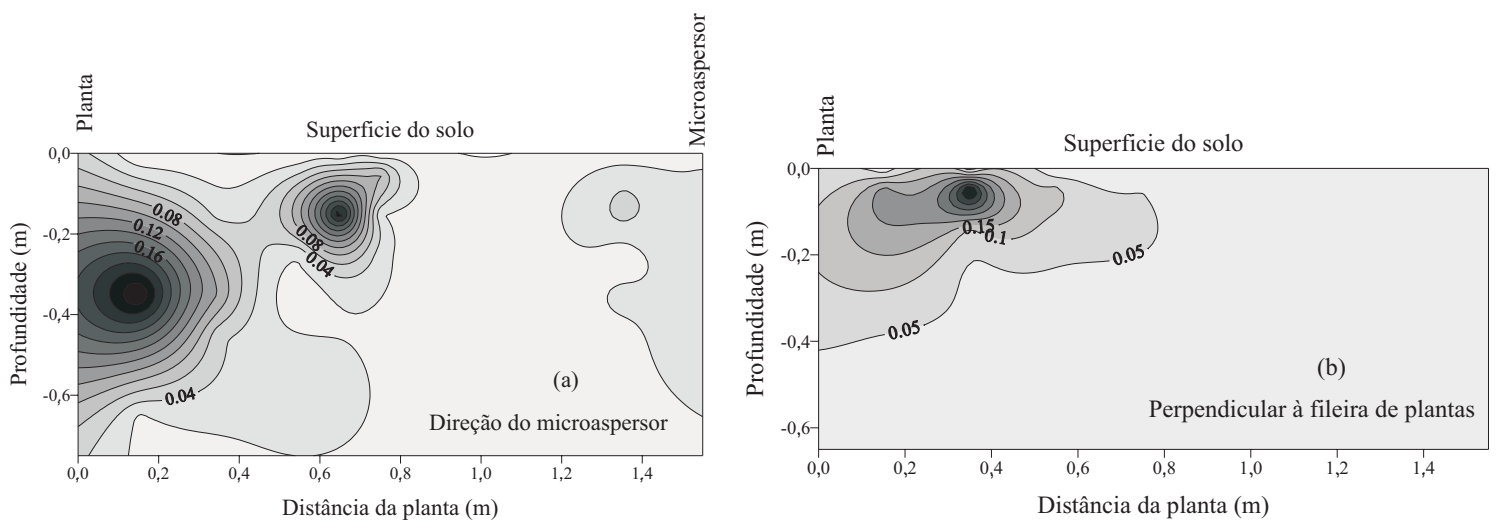 Planta
Microaspersor
Superficie do solo
0,0
-0,2
-0,4
-0,6
Profundidade (m)
0.08
0.12
0.16
0.08
0.04
0.04
(a)
Direção do microaspersor
0,0
0,2
0,4
0,6
0,8
1,0
1,2
1,4
Distância da planta (m)
Planta
Superficie do solo
0,0
-0,2
-0,4
-0,6
Profundidade (m)
0.15
0.1
0.05
0.05
(b)
Perpendicular à fileira de plantas
0,0
0,2
0,4
0,6
0,8
1,0
1,2
1,4
Distância da planta (m)